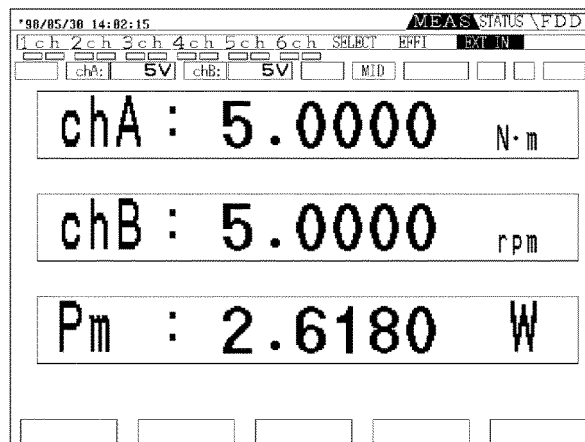 '98/05/30 14:02:15 MEAS STATUS FDD
1ch 2ch 3ch 4ch 5ch 6ch SELECT EFFI EXT IN
chA: 5V chB: 5V MID
chA : 5.0000 N·m
chB : 5.0000 rpm
Pm : 2.6180 W